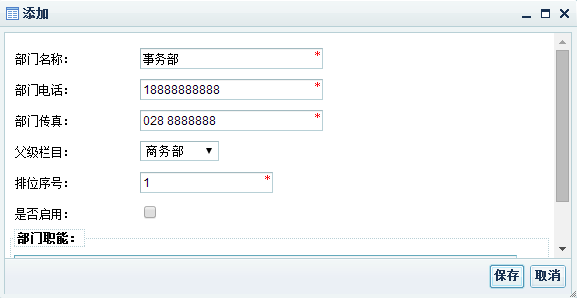 添加
部门名称： 事务部 *
部门电话： 18888888888 *
部门传真： 028 8888888 *
父级栏目： 商务部
排位序号： 1 *
是否启用：
部门职能：
保存 取消